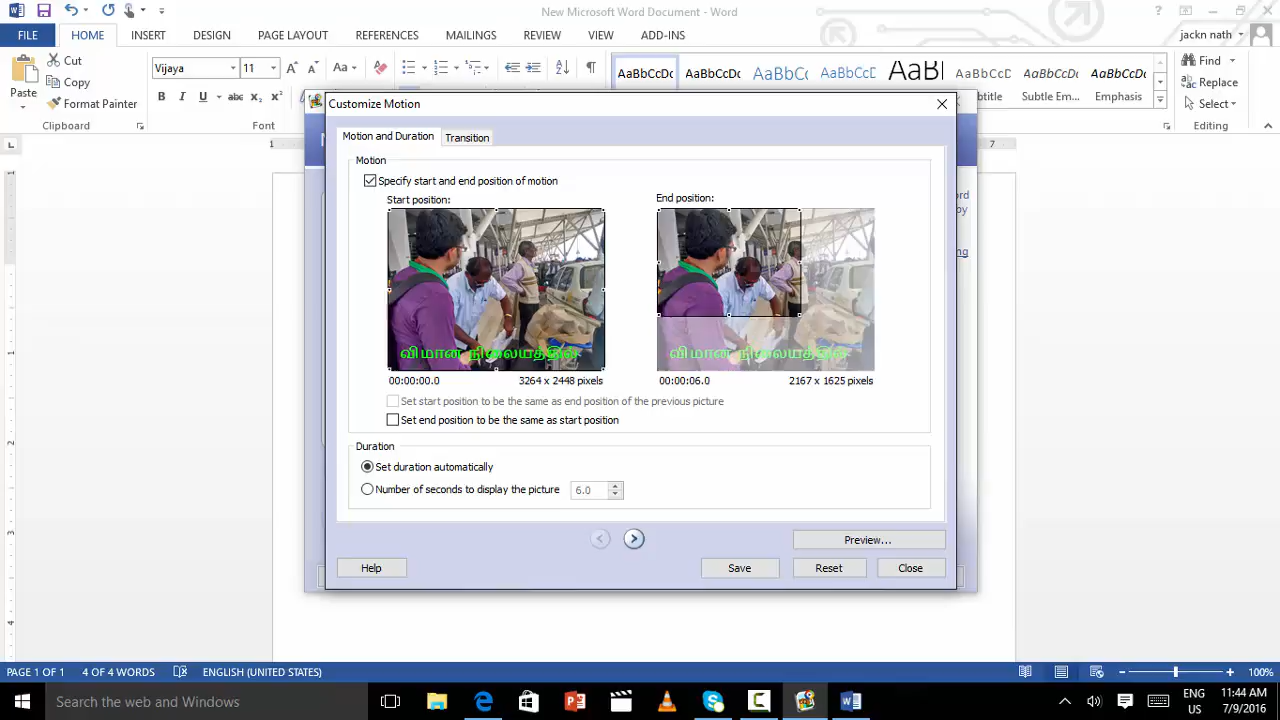 New Microsoft Word Document - Word
FILE HOME INSERT DESIGN PAGE LAYOUT REFERENCES MAILINGS REVIEW VIEW ADD-INS jackn nath
Cut
Copy
Format Painter
Paste
Clipboard
Vijaya 11
Aa
B I U abc x₂ x²
Font
AaBbCcDc AaBbCcDc AaBbCc AaBbCcC AaBl AaBbCcD AaBbCcDc AaBbCcDc
btitle Subtle Em... Emphasis
Find
Replace
Select
Editing
Customize Motion
Motion and Duration Transition
Motion
Specify start and end position of motion
Start position: End position:
விமான நிலையத்தில் விமான நிலையத்தில்
00:00:00.0 3264 x 2448 pixels 00:00:06.0 2167 x 1625 pixels
Set start position to be the same as end position of the previous picture
Set end position to be the same as start position
Duration
Set duration automatically
Number of seconds to display the picture 6.0
Preview...
Help Save Reset Close
PAGE 1 OF 1 4 OF 4 WORDS ENGLISH (UNITED STATES) 100%
Search the web and Windows
ENG 11:44 AM
US 7/9/2016